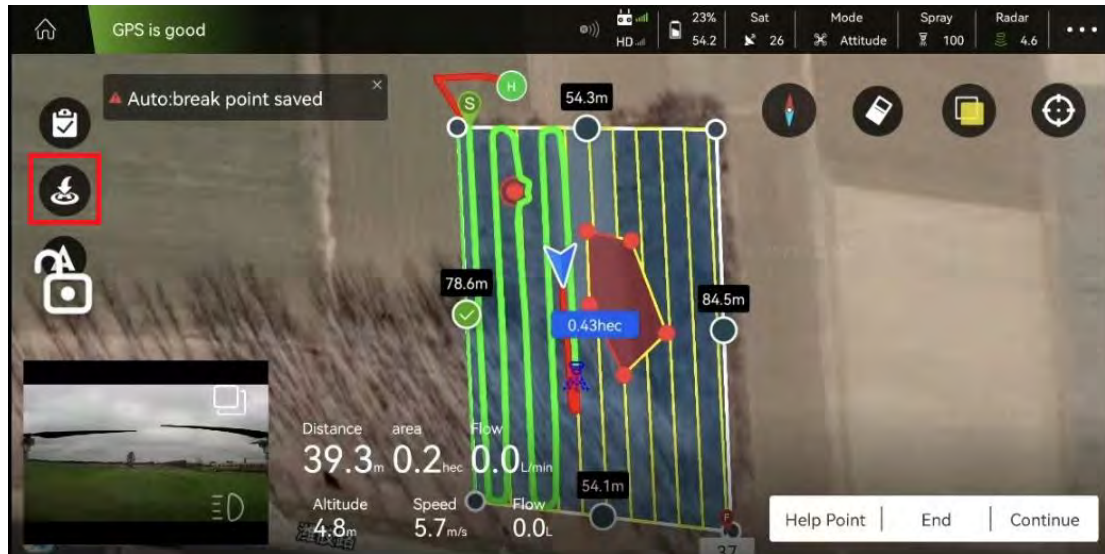 GPS is good
HD
23%
54.2
Sat
26
Mode
Attitude
Spray
100
Radar
4.6
Auto:break point saved
H
S
54.3m
78.6m
84.5m
0.43hec
Distance
39.3m
area
0.2hec
Flow
0.0L/min
Altitude
4.8m
Speed
5.7m/s
Flow
0.0L
54.1m
F
37
Help Point
End
Continue